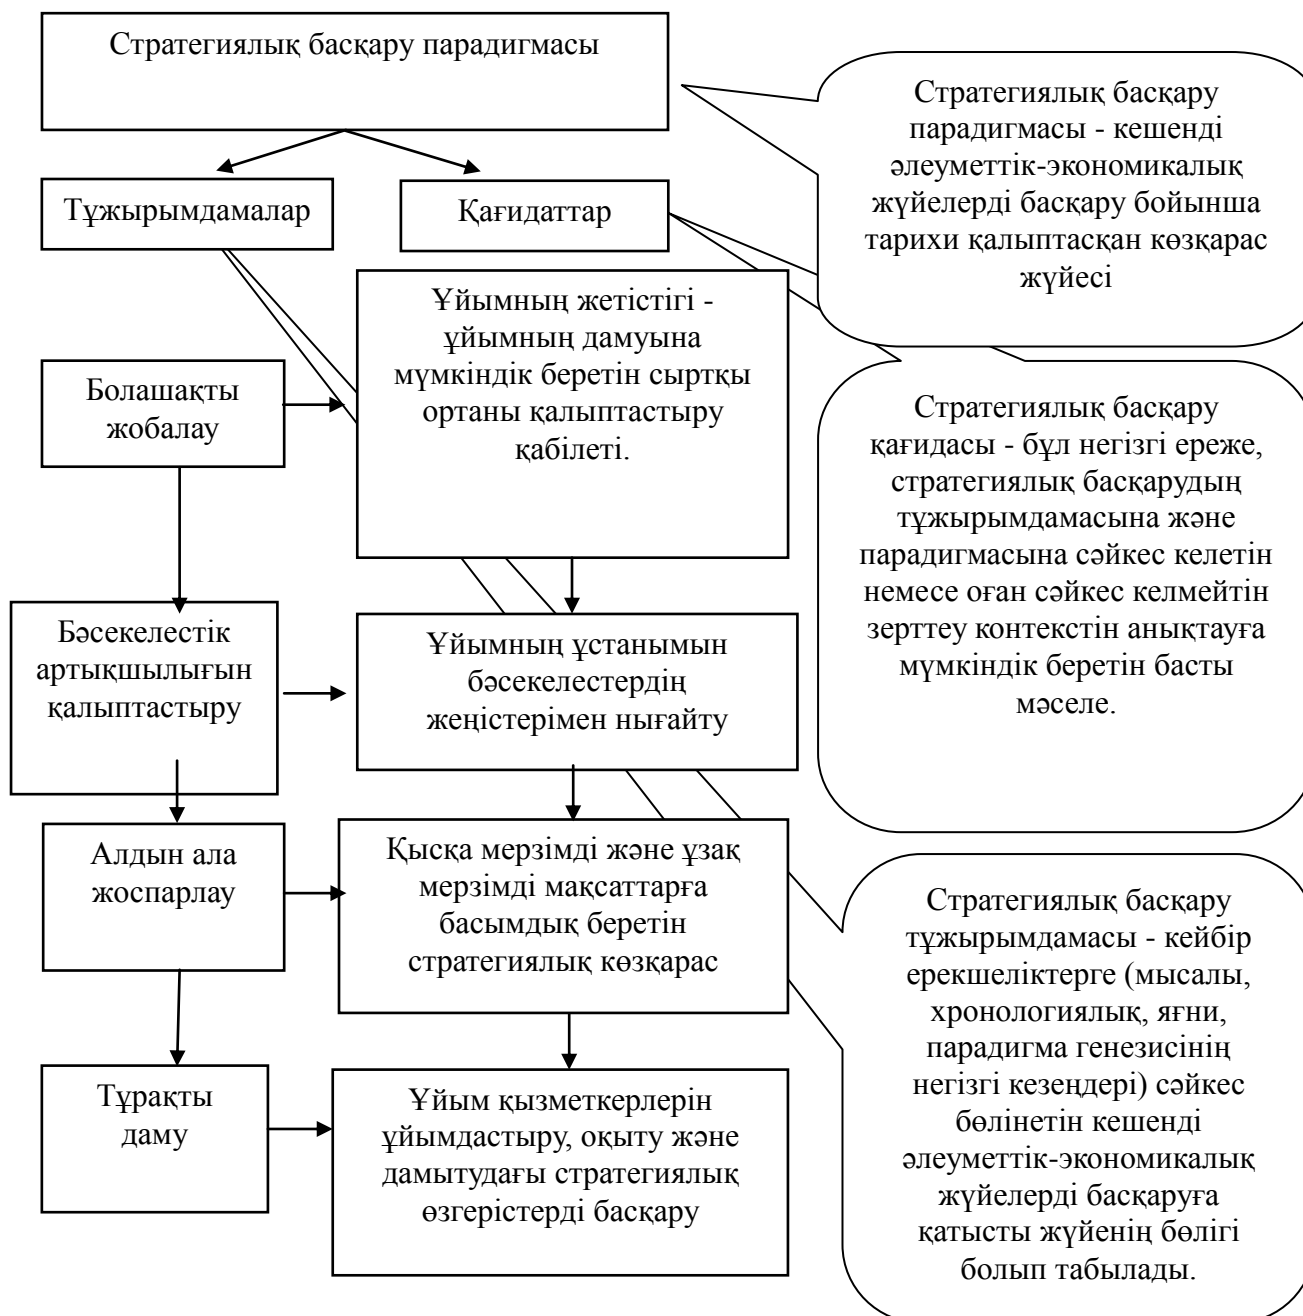 Стратегиялық басқару парадигмасы
Тұжырымдамалар
Қағидаттар
Болашақты
жобалау
Ұйымның жетістігі -
ұйымның дамуына
мүмкіндік беретін сыртқы
ортаны қалыптастыру
қабілеті.
Бәсекелестік
артықшылығын
қалыптастыру
Ұйымның ұстанымын
бәсекелестердің
жеңістерімен нығайту
Алдын ала
жоспарлау
Қысқа мерзімді және ұзақ
мерзімді мақсаттарға
басымдық беретін
стратегиялық көзқарас
Тұрақты
даму
Ұйым қызметкерлерін
ұйымдастыру, оқыту және
дамытудағы стратегиялық
өзгерістерді басқару
Стратегиялық басқару
парадигмасы - кешенді
әлеуметтік-экономикалық
жүйелерді басқару бойынша
тарихи қалыптасқан көзқарас
жүйесі
Стратегиялық басқару
қағидасы - бұл негізгі ереже,
стратегиялық басқарудың
тұжырымдамасына және
парадигмасына сәйкес келетін
немесе оған сәйкес келмейтін
зерттеу контекстін анықтауға
мүмкіндік беретін басты
мәселе.
Стратегиялық басқару
тұжырымдамасы - кейбір
ерекшеліктерге (мысалы,
хронологиялық, яғни,
парадигма генезисінің
негізгі кезеңдері) сәйкес
бөлінетін кешенді
әлеуметтік-экономикалық
жүйелерді басқаруға
қатысты жүйенің бөлігі
болып табылады.